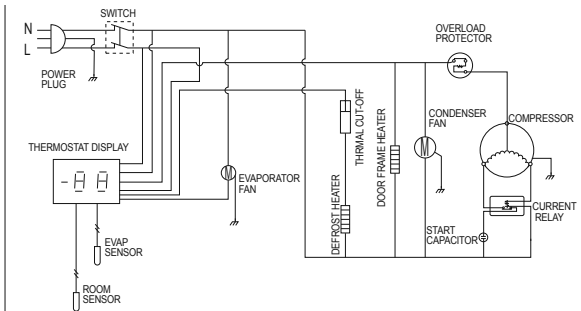 SWITCH
N
L
POWER
PLUG
OVERLOAD
PROTECTOR
THRMAL CUT-OFF
DOOR FRAME HEATER
CONDENSER
FAN
M
COMPRESSOR
THERMOSTAT DISPLAY
-88
M
EVAPORATOR
FAN
DEFROST HEATER
CURRENT
RELAY
START
CAPACITOR
EVAP
SENSOR
ROOM
SENSOR